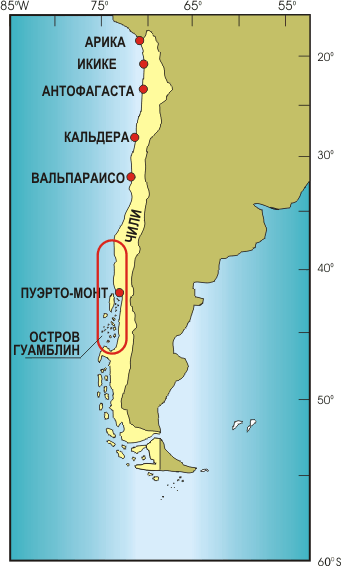 85°W 75° 65° 55°
АРИКА
20°
ИКИКЕ
АНТОФАГАСТА
КАЛЬДЕРА
30°
ВАЛЬПАРАИСО
ЧИЛИ
40°
ПУЭРТО-МОНТ
ОСТРОВ
ГУАМБЛИН
50°
60°S